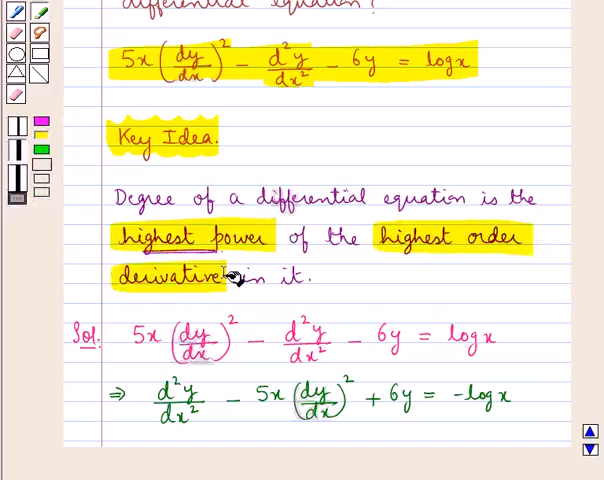 differential equation?
5x (dy/dx)² − d²y/dx² − 6y = log x
Key Idea.
Degree of a differential equation is the
highest power of the highest order
derivative in it.
Sol. 5x (dy/dx)² − d²y/dx² − 6y = log x
⇒ d²y/dx² − 5x (dy/dx)² + 6y = −log x